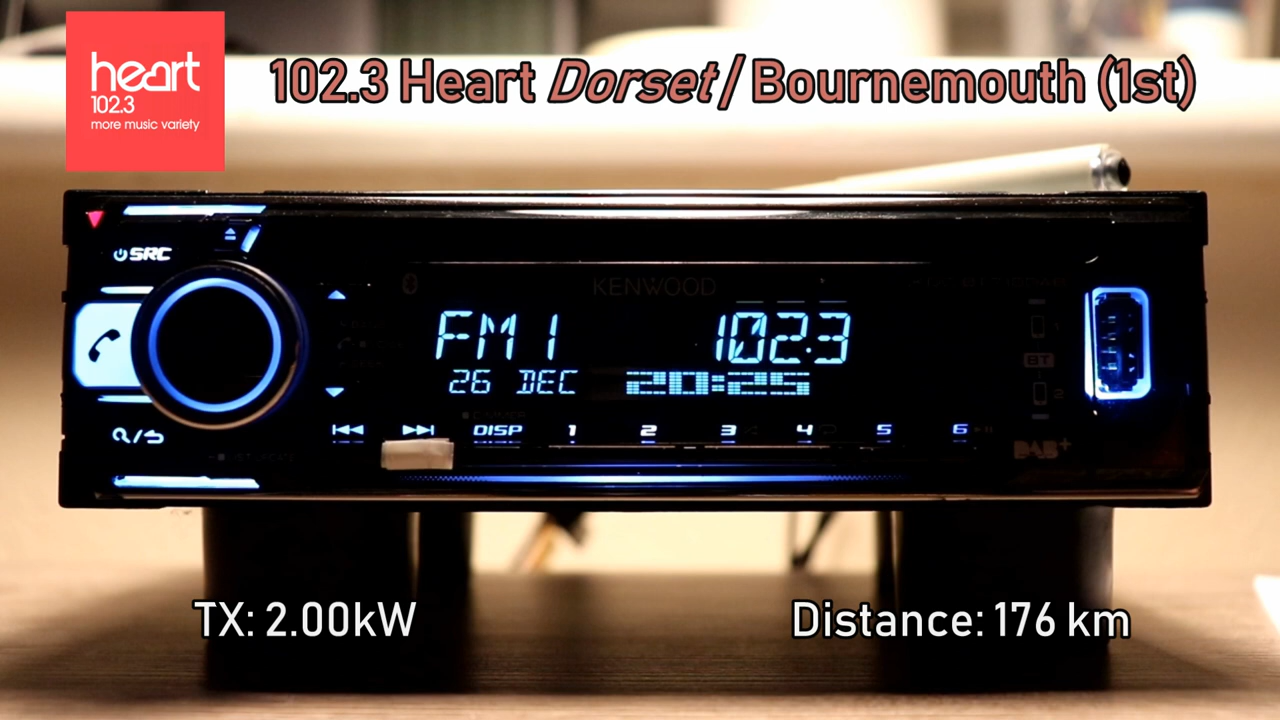 heart
102.3
more music variety
102.3 Heart Dorset / Bournemouth (1st)
SRC
KENWOOD
FM1 102.3
26 DEC 20:25
BT
DISP 1 2 3 4 5 6
DAB+
TX: 2.00kW
Distance: 176 km